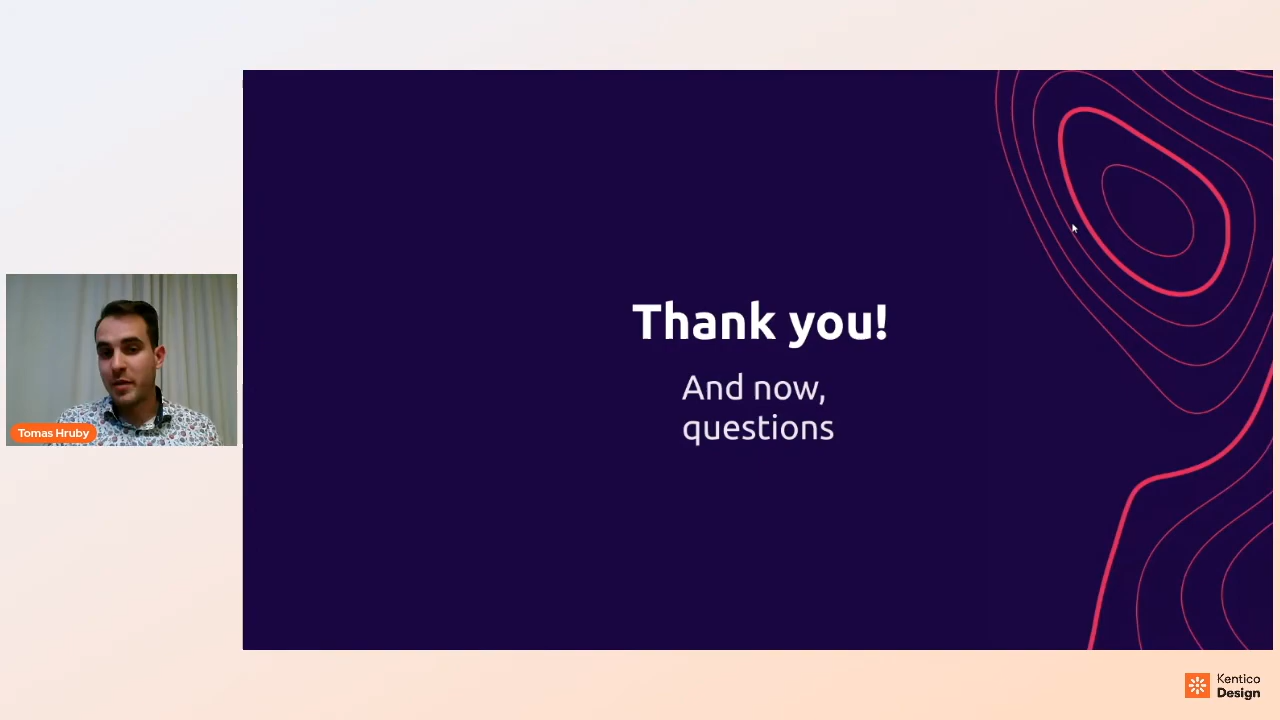 Thank you!
And now,
questions
Tomas Hruby
Kentico
Design